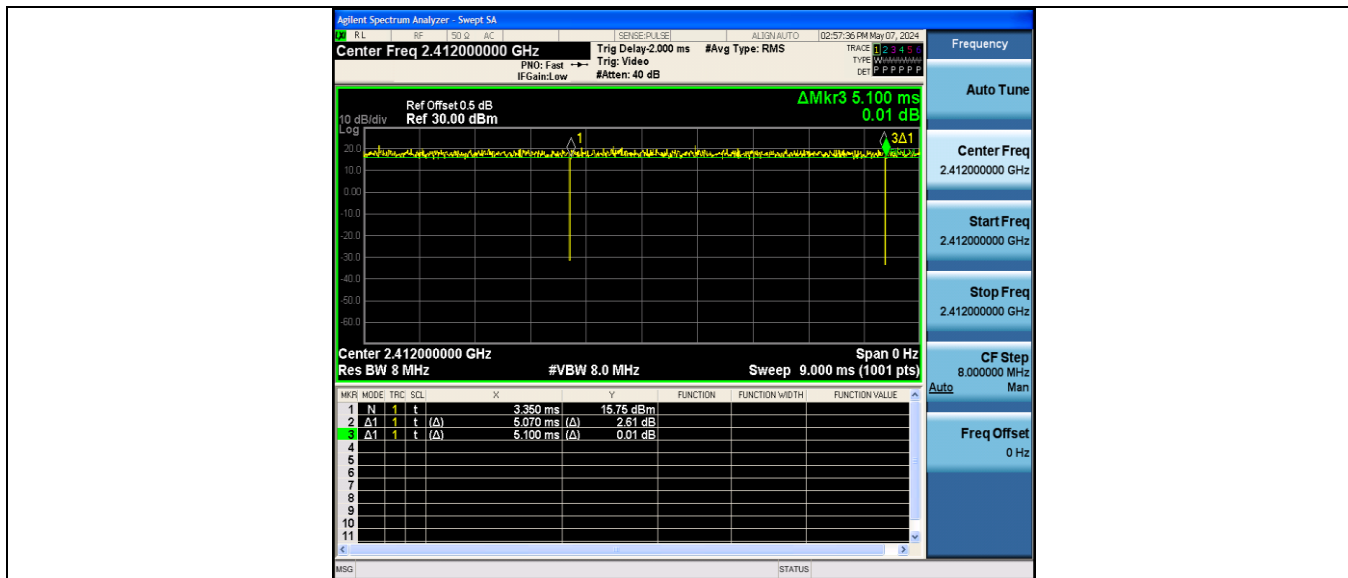 Agilent Spectrum Analyzer - Swept SA
LXI RL RF 50 Ω AC SENSE:PULSE ALIGN AUTO 02:57:36 PM May 07, 2024
Center Freq 2.412000000 GHz
PNO: Fast
IFGain:Low
Trig Delay-2.000 ms #Avg Type: RMS
Trig: Video
#Atten: 40 dB
TRACE 1 2 3 4 5 6
TYPE
DET P P P P P P
ΔMkr3 5.100 ms
0.01 dB
Ref Offset 0.5 dB
10 dB/div Ref 30.00 dBm
Log
1
3Δ1
20.0
10.0
0.00
-10.0
-20.0
-30.0
-40.0
-50.0
-60.0
Center 2.412000000 GHz Span 0 Hz
Res BW 8 MHz #VBW 8.0 MHz Sweep 9.000 ms (1001 pts)
MKR MODE TRC SCL X Y FUNCTION FUNCTION WIDTH FUNCTION VALUE
1 N 1 t 3.350 ms 15.75 dBm
2 Δ1 1 t (Δ) 5.070 ms (Δ) 2.61 dB
3 Δ1 1 t (Δ) 5.100 ms (Δ) 0.01 dB
4
5
6
7
8
9
10
11
MSG STATUS
Frequency
Auto Tune
Center Freq
2.412000000 GHz
Start Freq
2.412000000 GHz
Stop Freq
2.412000000 GHz
CF Step
8.000000 MHz
Auto Man
Freq Offset
0 Hz